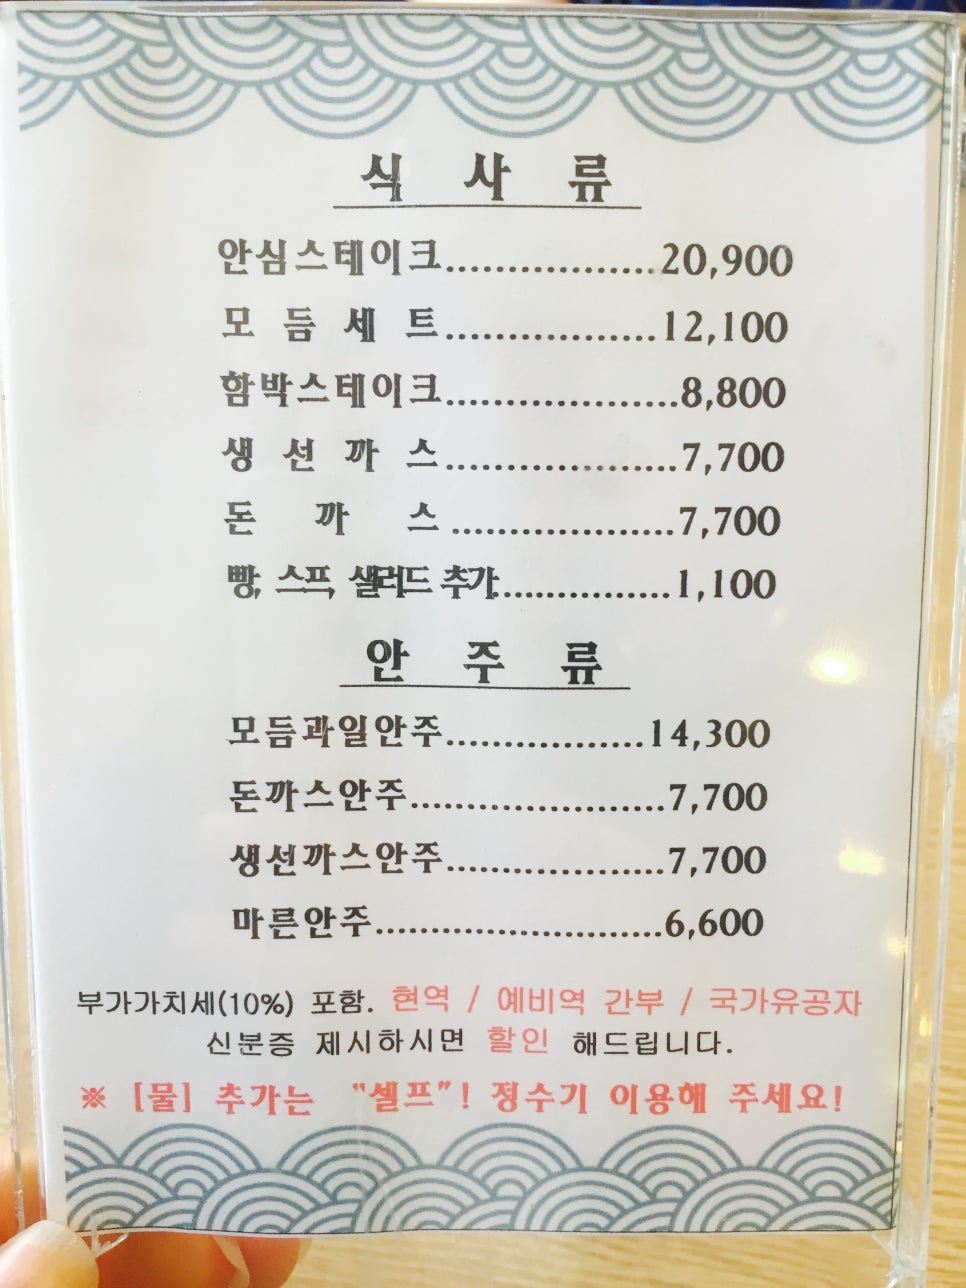 식 사 류
안심스테이크....................20,900
모 듬 세 트....................12,100
함박스테이크......................8,800
생 선 까 스......................7,700
돈 까 스.....................7,700
빵, 스프, 샐러드 추가................1,100
안 주 류
모듬과일안주...................14,300
돈까스안주........................7,700
생선까스안주.....................7,700
마른안주...........................6,600
부가가치세(10%) 포함. 현역 / 예비역 간부 / 국가유공자
신분증 제시하시면 할인 해드립니다.
※ [물] 추가는 "셀프"! 정수기 이용해 주세요!